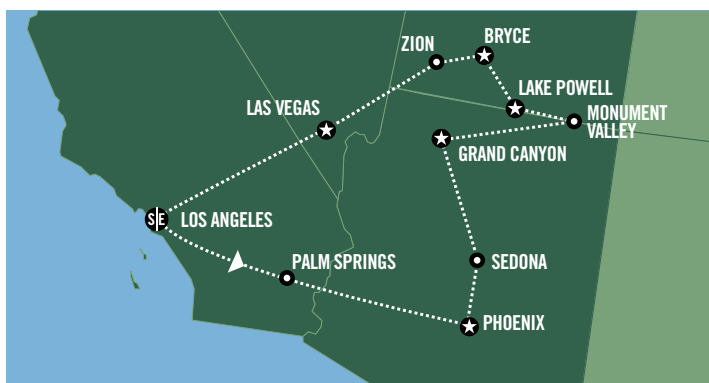 BRYCE
ZION
LAKE POWELL
LAS VEGAS
MONUMENT
VALLEY
GRAND CANYON
S E LOS ANGELES
PALM SPRINGS
SEDONA
PHOENIX